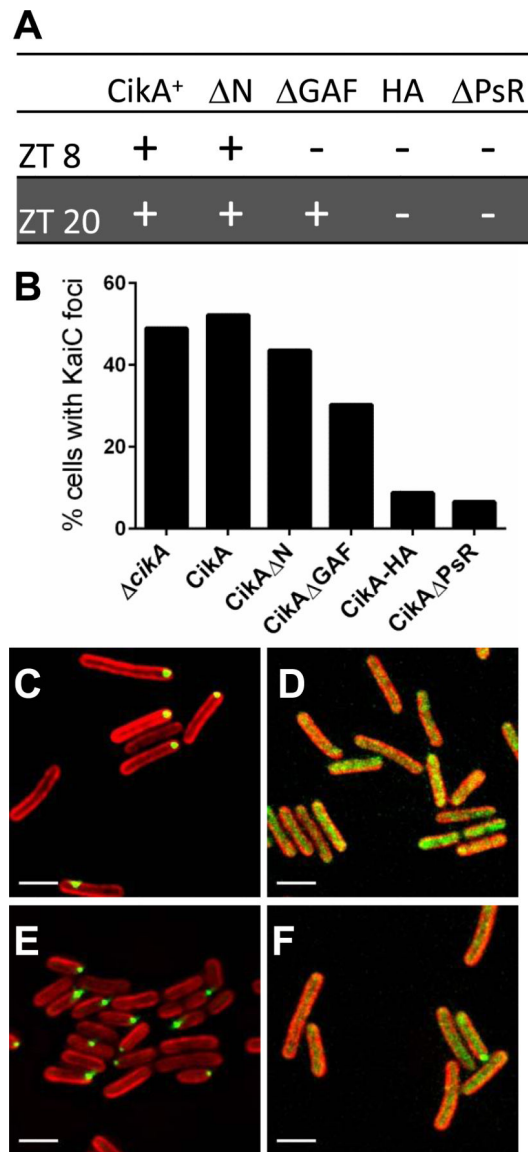 A
CikA+ ΔN ΔGAF HA ΔPsR
ZT 8 + + - - -
ZT 20 + + + - -
B
% cells with KaiC foci
60
40
20
0
ΔcikA CikA CikAΔN CikAΔGAF CikA-HA CikAΔPsR
C
D
E
F